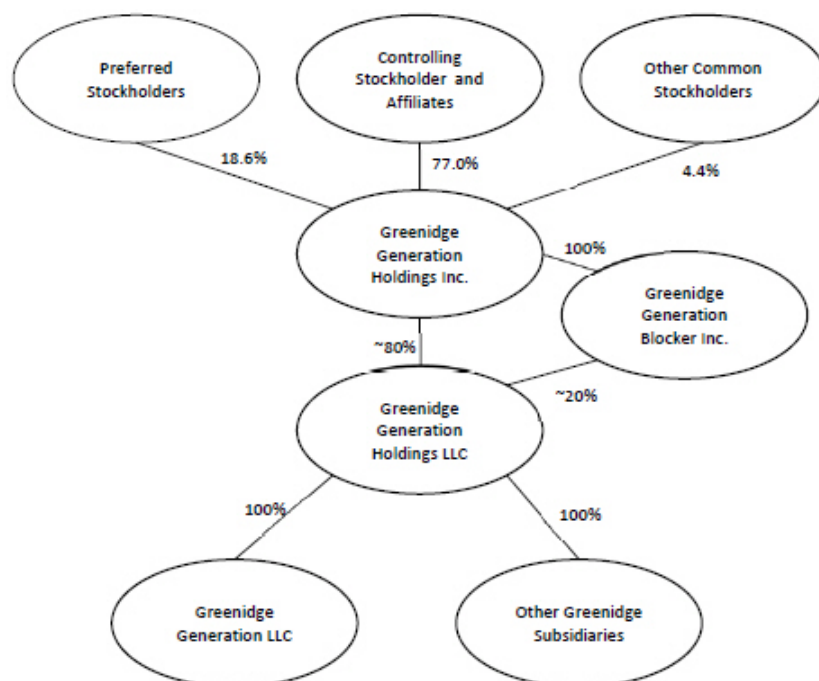 Preferred
Stockholders
Controlling
Stockholder and
Affiliates
Other Common
Stockholders
18.6%
77.0%
4.4%
Greenidge
Generation
Holdings Inc.
100%
Greenidge
Generation
Blocker Inc.
~80%
~20%
Greenidge
Generation
Holdings LLC
100%
100%
Greenidge
Generation LLC
Other Greenidge
Subsidiaries